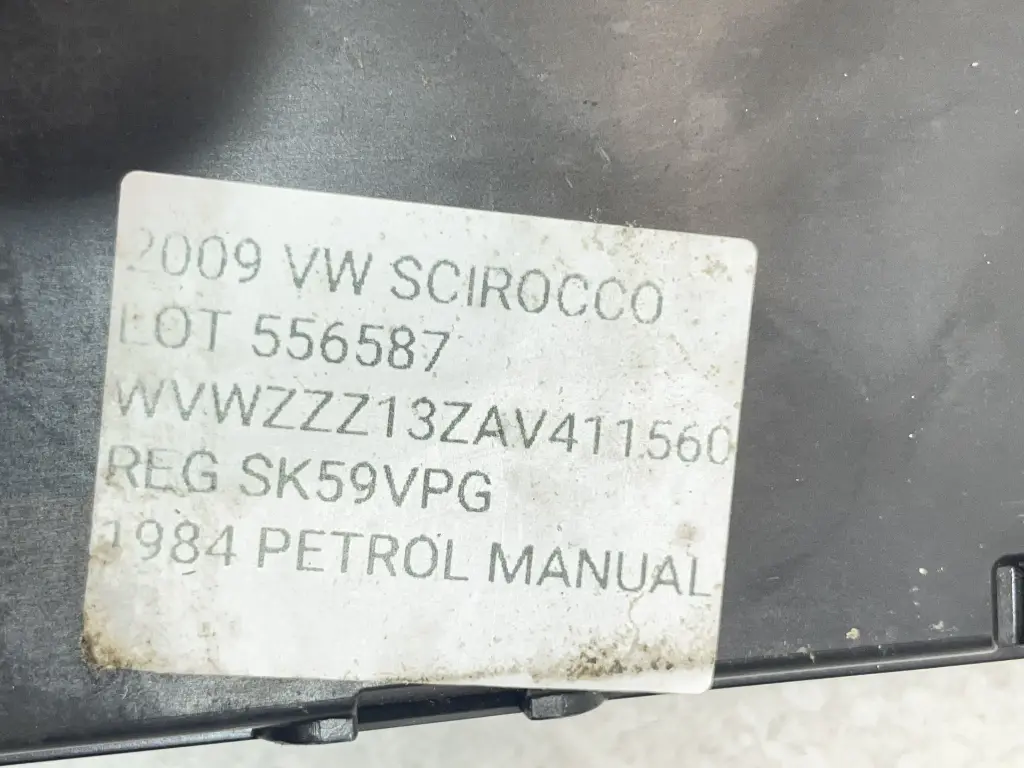 2009 VW SCIROCCO
LOT 556587
WVWZZZ13ZAV411560
REG SK59VPG
1984 PETROL MANUAL